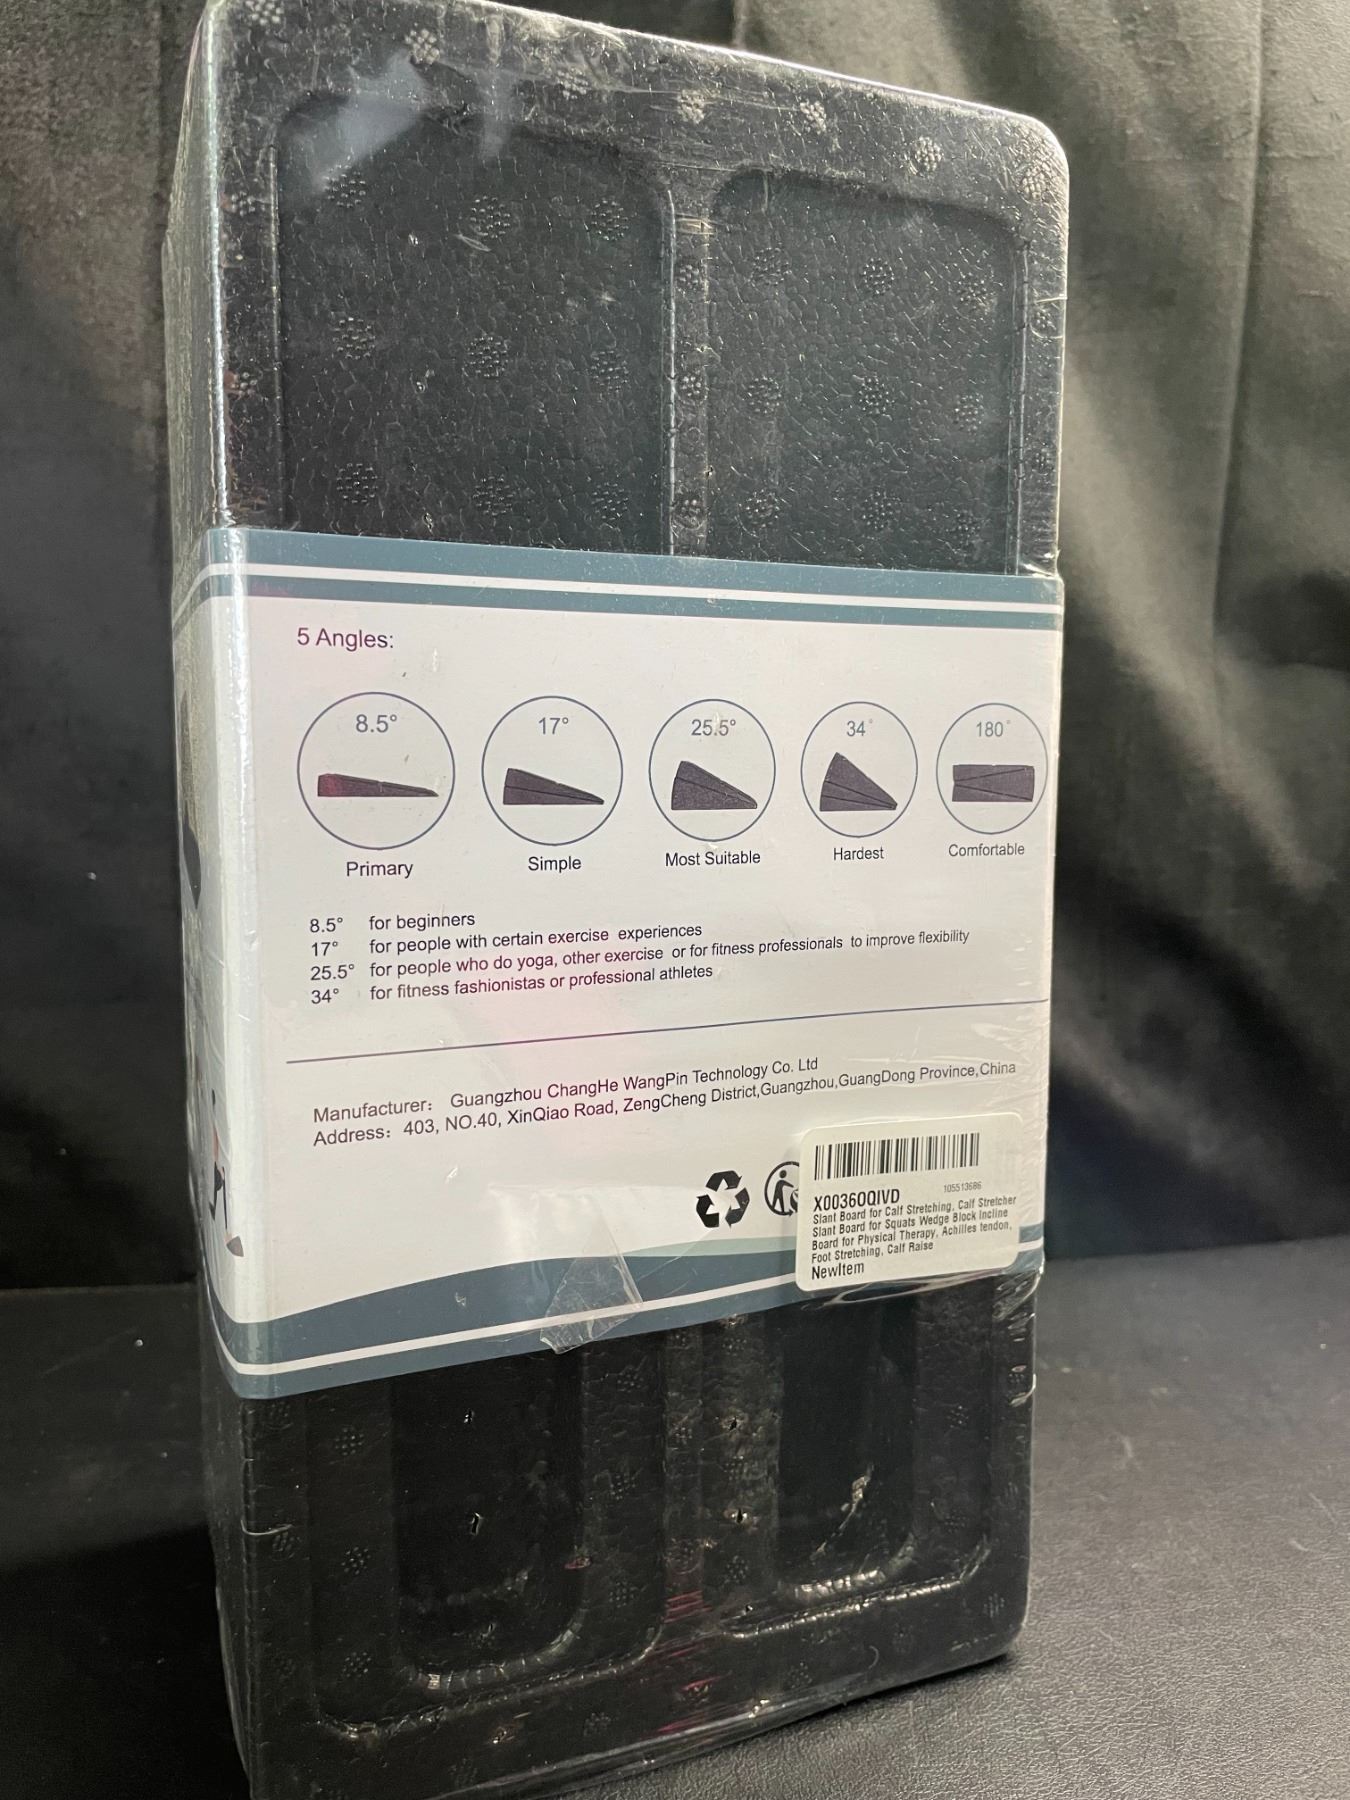 5 Angles:
8.5°
17°
25.5°
34°
180°
Primary
Simple
Most Suitable
Hardest
Comfortable
8.5° for beginners
17° for people with certain exercise experiences
25.5° for people who do yoga, other exercise or for fitness professionals to improve flexibility
34° for fitness fashionistas or professional athletes
Manufacturer: Guangzhou ChangHe WangPin Technology Co. Ltd
Address: 403, NO.40, XinQiao Road, ZengCheng District,Guangzhou,GuangDong Province,China
105513686
X0036OQIVD
Slant Board for Calf Stretching, Calf Stretcher
Slant Board for Squats Wedge Block Incline
Board for Physical Therapy, Achilles tendon,
Foot Stretching, Calf Raise
NewItem